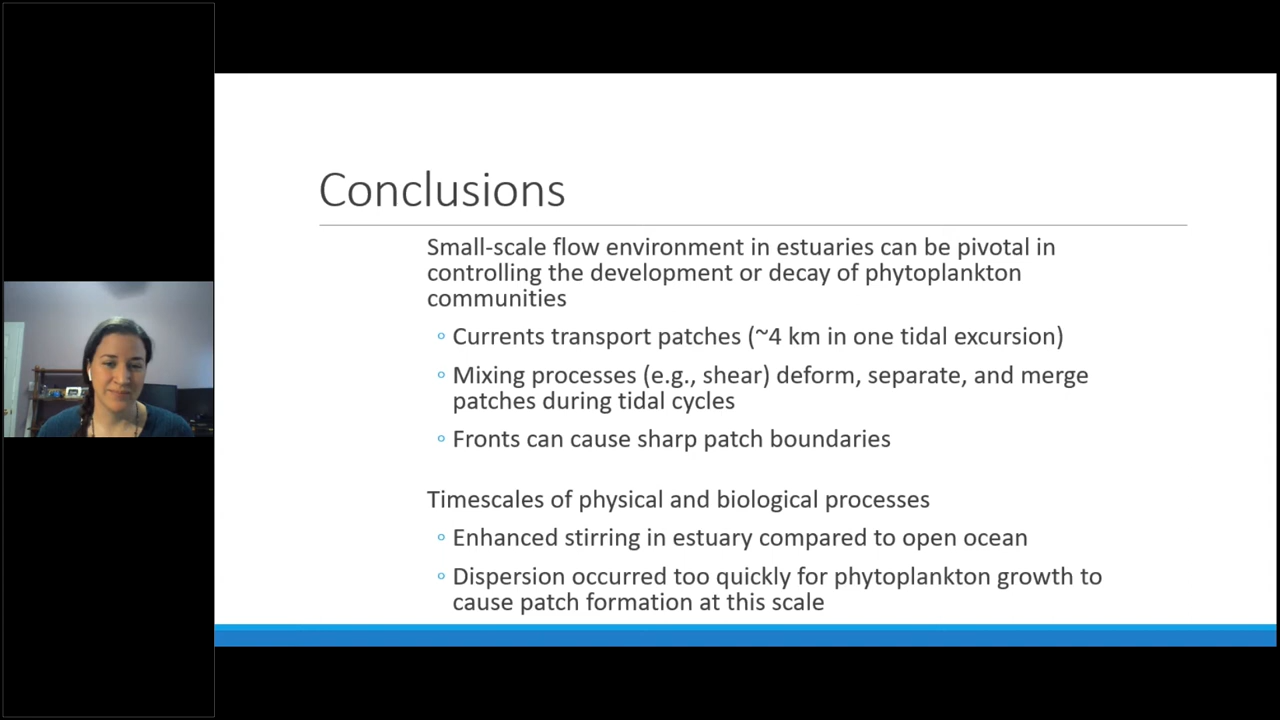 Conclusions
Small-scale flow environment in estuaries can be pivotal in
controlling the development or decay of phytoplankton
communities
◦ Currents transport patches (~4 km in one tidal excursion)
◦ Mixing processes (e.g., shear) deform, separate, and merge
patches during tidal cycles
◦ Fronts can cause sharp patch boundaries
Timescales of physical and biological processes
◦ Enhanced stirring in estuary compared to open ocean
◦ Dispersion occurred too quickly for phytoplankton growth to
cause patch formation at this scale